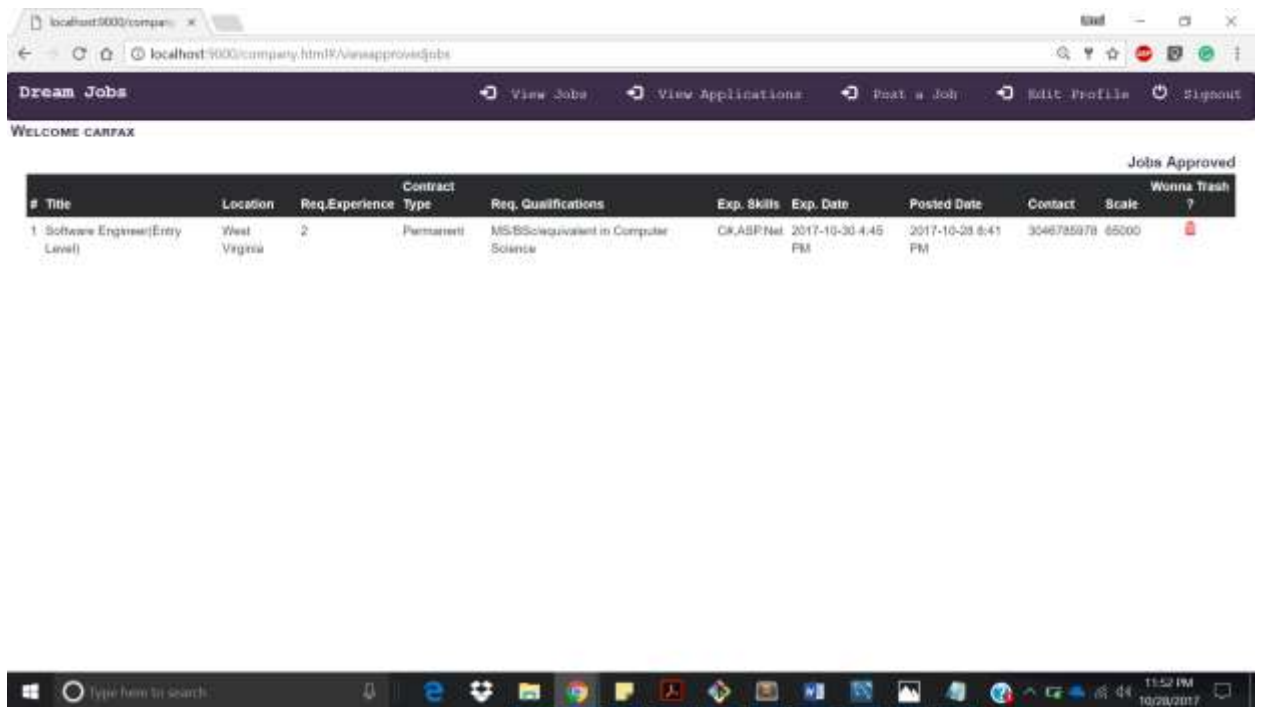 localhost:9000/compan ×
localhost:9000/company.html#/viewapprovedjobs
Dream Jobs View Jobs View Applications Post a Job Edit Profile Signout
WELCOME CARFAX
Jobs Approved
# Title Location Req.Experience Contract Type Req. Qualifications Exp. Skills Exp. Date Posted Date Contact Scale Wonna Trash ?
1 Software Engineer(Entry West 2 Permanent MS/BSc/equivalent in Computer C#,ASP.Net 2017-10-30 4:45 2017-10-28 8:41 3046785978 65000
Level) Virginia Science PM PM
Type here to search
11:52 PM
10/28/2017